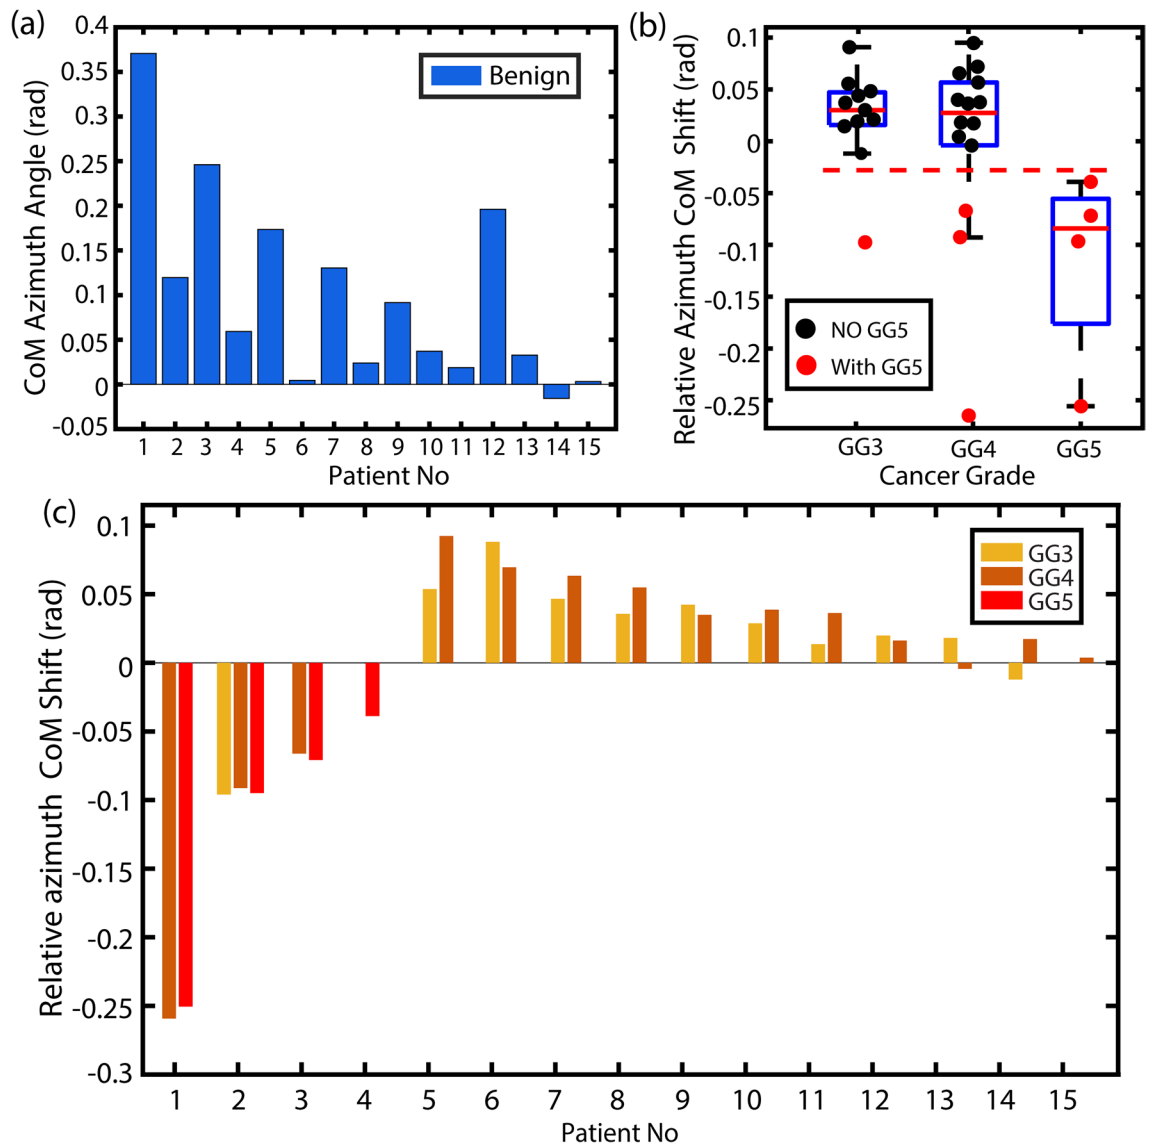 (a)
CoM Azimuth Angle (rad)
0.4
0.35
0.3
0.25
0.2
0.15
0.1
0.05
0
-0.05
Benign
1 2 3 4 5 6 7 8 9 10 11 12 13 14 15
Patient No
(b)
Relative Azimuth CoM Shift (rad)
0.1
0.05
0
-0.05
-0.1
-0.15
-0.2
-0.25
NO GG5
With GG5
GG3 GG4 GG5
Cancer Grade
(c)
Relative azimuth CoM Shift (rad)
0.1
0.05
0
-0.05
-0.1
-0.15
-0.2
-0.25
-0.3
GG3
GG4
GG5
1 2 3 4 5 6 7 8 9 10 11 12 13 14 15
Patient No